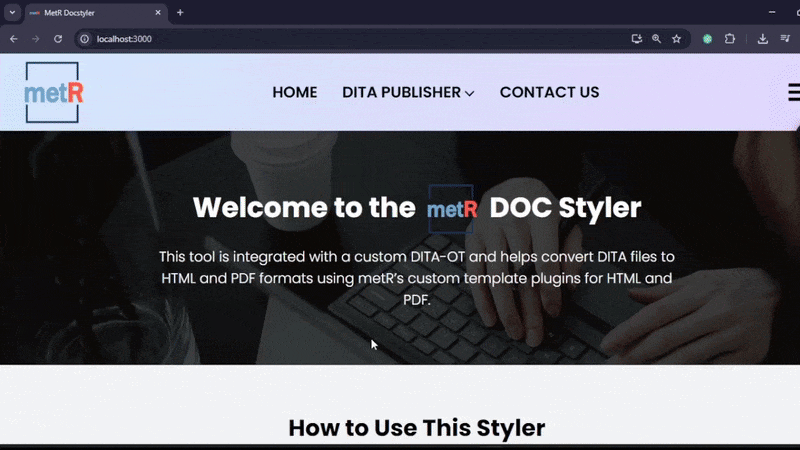 metR MetR Docstyler
localhost:3000
metR
HOME DITA PUBLISHER CONTACT US
Welcome to the metR DOC Styler
This tool is integrated with a custom DITA-OT and helps convert DITA files to
HTML and PDF formats using metR's custom template plugins for HTML and
PDF.
How to Use This Styler